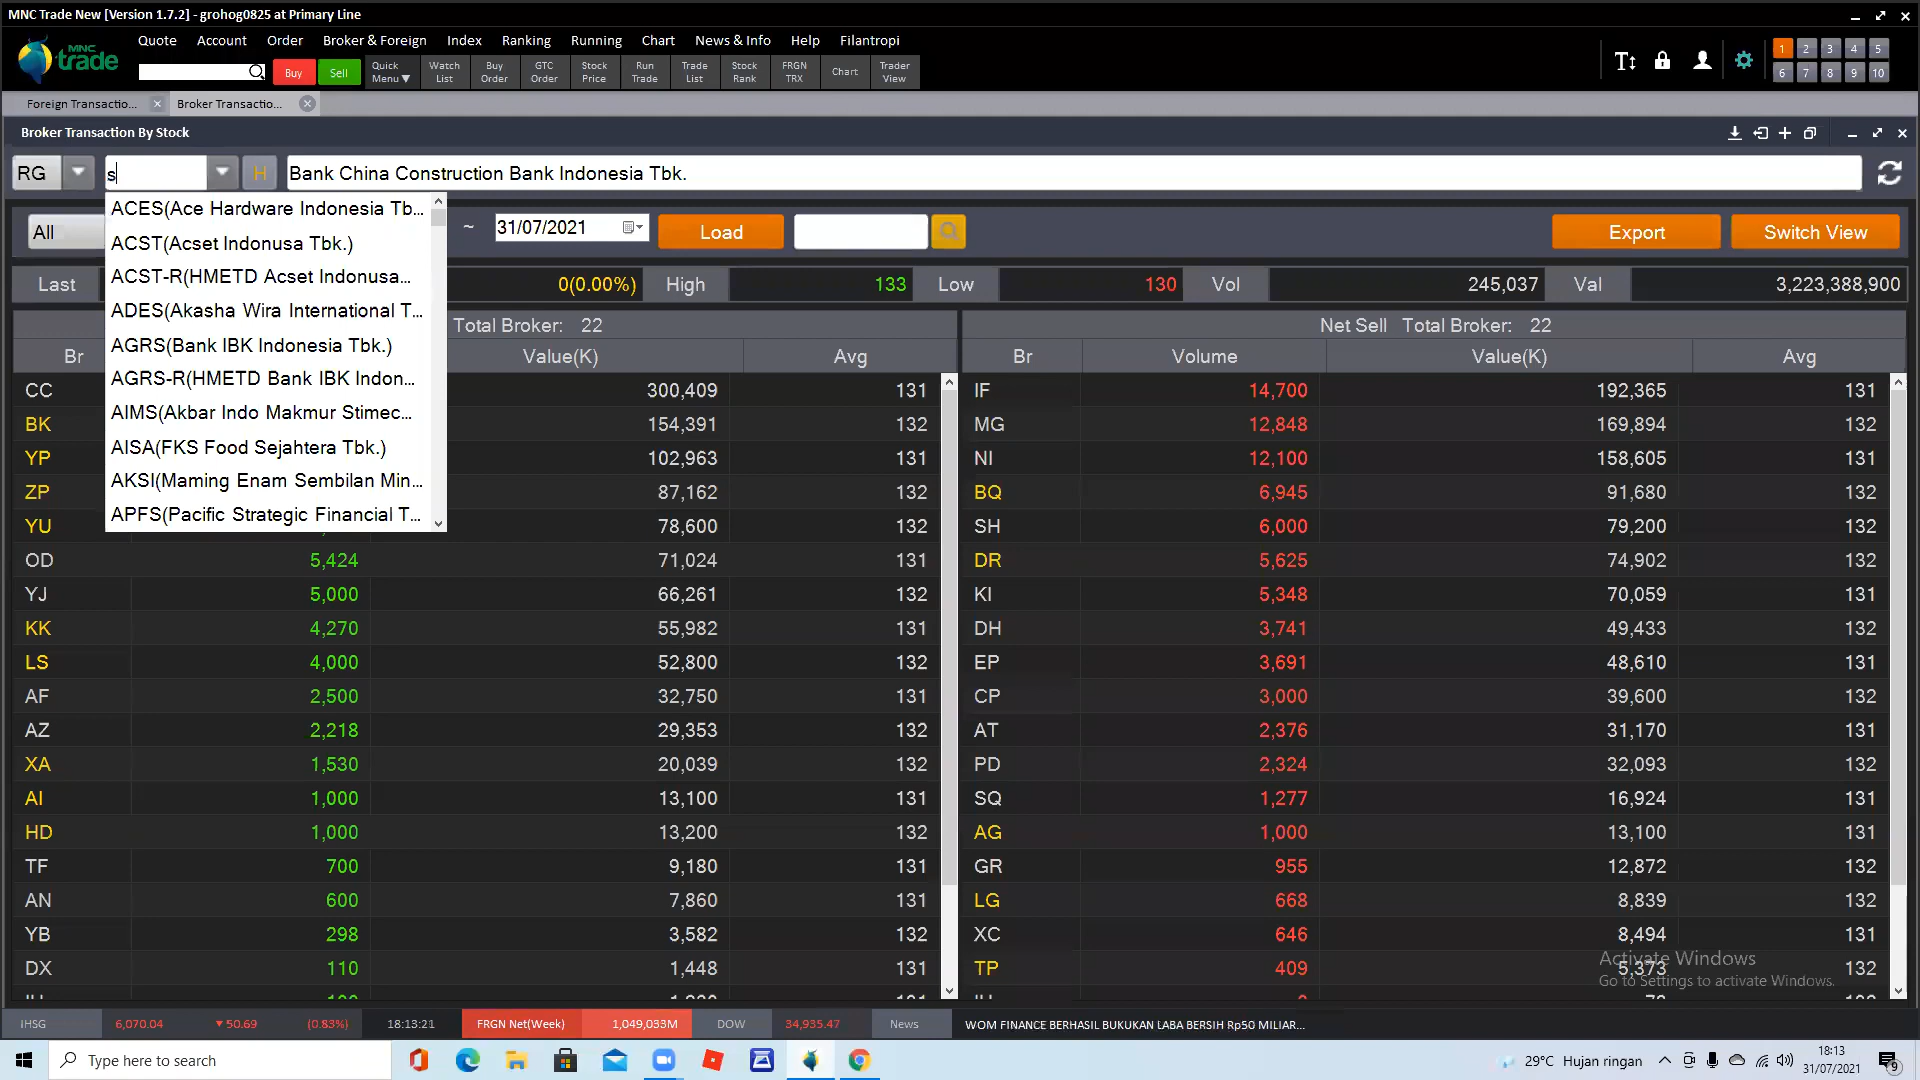 MNC Trade New [Version 1.7.2] - grohog0825 at Primary Line
MNC trade
Quote Account Order Broker & Foreign Index Ranking Running Chart News & Info Help Filantropi
Buy Sell Quick Menu▼ Watch List Buy Order GTC Order Stock Price Run Trade Trade List Stock Rank FRGN TRX Chart Trader View
1 2 3 4 5
6 7 8 9 10
Foreign Transactio... Broker Transactio...
Broker Transaction By Stock
RG s H Bank China Construction Bank Indonesia Tbk.
ACES(Ace Hardware Indonesia Tb...
ACST(Acset Indonusa Tbk.)
ACST-R(HMETD Acset Indonusa...
ADES(Akasha Wira International T...
AGRS(Bank IBK Indonesia Tbk.)
AGRS-R(HMETD Bank IBK Indon...
AIMS(Akbar Indo Makmur Stimec...
AISA(FKS Food Sejahtera Tbk.)
AKSI(Maming Enam Sembilan Min...
APFS(Pacific Strategic Financial T...
All ~ 31/07/2021 Load Export Switch View
Last 0(0.00%) High 133 Low 130 Vol 245,037 Val 3,223,388,900
Total Broker: 22 Net Sell Total Broker: 22
Br Value(K) Avg Br Volume Value(K) Avg
CC 300,409 131 IF 14,700 192,365 131
BK 154,391 132 MG 12,848 169,894 132
YP 102,963 131 NI 12,100 158,605 131
ZP 87,162 132 BQ 6,945 91,680 132
YU 78,600 132 SH 6,000 79,200 132
OD 5,424 71,024 131 DR 5,625 74,902 132
YJ 5,000 66,261 132 KI 5,348 70,059 131
KK 4,270 55,982 131 DH 3,741 49,433 132
LS 4,000 52,800 132 EP 3,691 48,610 131
AF 2,500 32,750 131 CP 3,000 39,600 132
AZ 2,218 29,353 132 AT 2,376 31,170 131
XA 1,530 20,039 132 PD 2,324 32,093 132
AI 1,000 13,100 131 SQ 1,277 16,924 131
HD 1,000 13,200 132 AG 1,000 13,100 131
TF 700 9,180 131 GR 955 12,872 132
AN 600 7,860 131 LG 668 8,839 132
YB 298 3,582 132 XC 646 8,494 131
DX 110 1,448 131 TP 409 5,373 132
Activate Windows
Go to Settings to activate Windows.
IHSG 6,070.04 ▼50.69 (0.83%) 18:13:21 FRGN Net(Week) 1,049,033M DOW 34,935.47 News WOM FINANCE BERHASIL BUKUKAN LABA BERSIH Rp50 MILIAR...
Type here to search 29°C Hujan ringan 18:13
31/07/2021 9